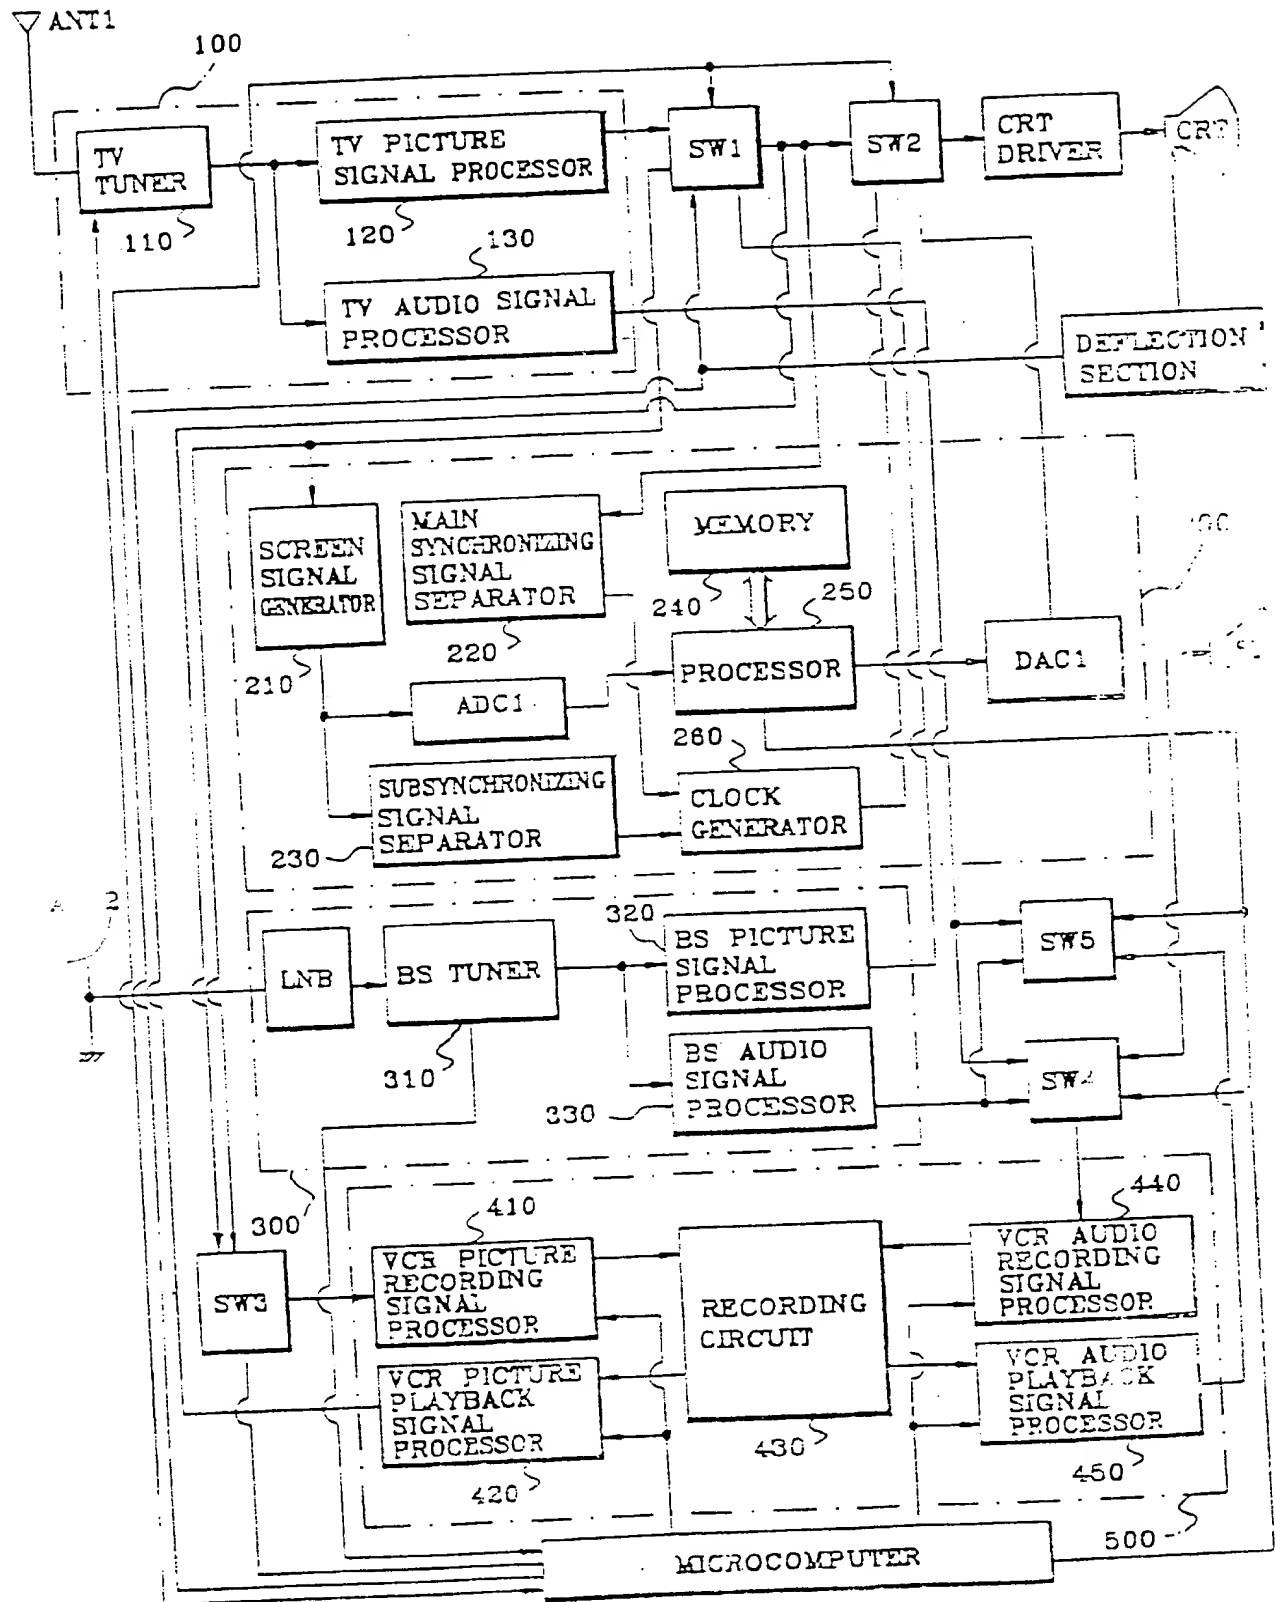 ANT1
100
TV
TUNER
110
TV PICTURE
SIGNAL PROCESSOR
120
130
TV AUDIO SIGNAL
PROCESSOR
SW1
SW2
CRT
DRIVER
CRT
DEFLECTION
SECTION
SCREEN
SIGNAL
GENERATOR
210
MAIN
SYNCHRONIZING
SIGNAL
SEPARATOR
220
MEMORY
240
250
PROCESSOR
DAC1
ADC1
260
SUBSYNCHRONIZING
SIGNAL
SEPARATOR
230
CLOCK
GENERATOR
A 2
LNB
BS TUNER
310
320
BS PICTURE
SIGNAL
PROCESSOR
SW5
BS AUDIO
SIGNAL
PROCESSOR
330
SW4
300
410
440
SW3
VCR PICTURE
RECORDING
SIGNAL
PROCESSOR
RECORDING
CIRCUIT
430
VCR AUDIO
RECORDING
SIGNAL
PROCESSOR
VCR PICTURE
PLAYBACK
SIGNAL
PROCESSOR
420
VCR AUDIO
PLAYBACK
SIGNAL
PROCESSOR
450
500
MICROCOMPUTER